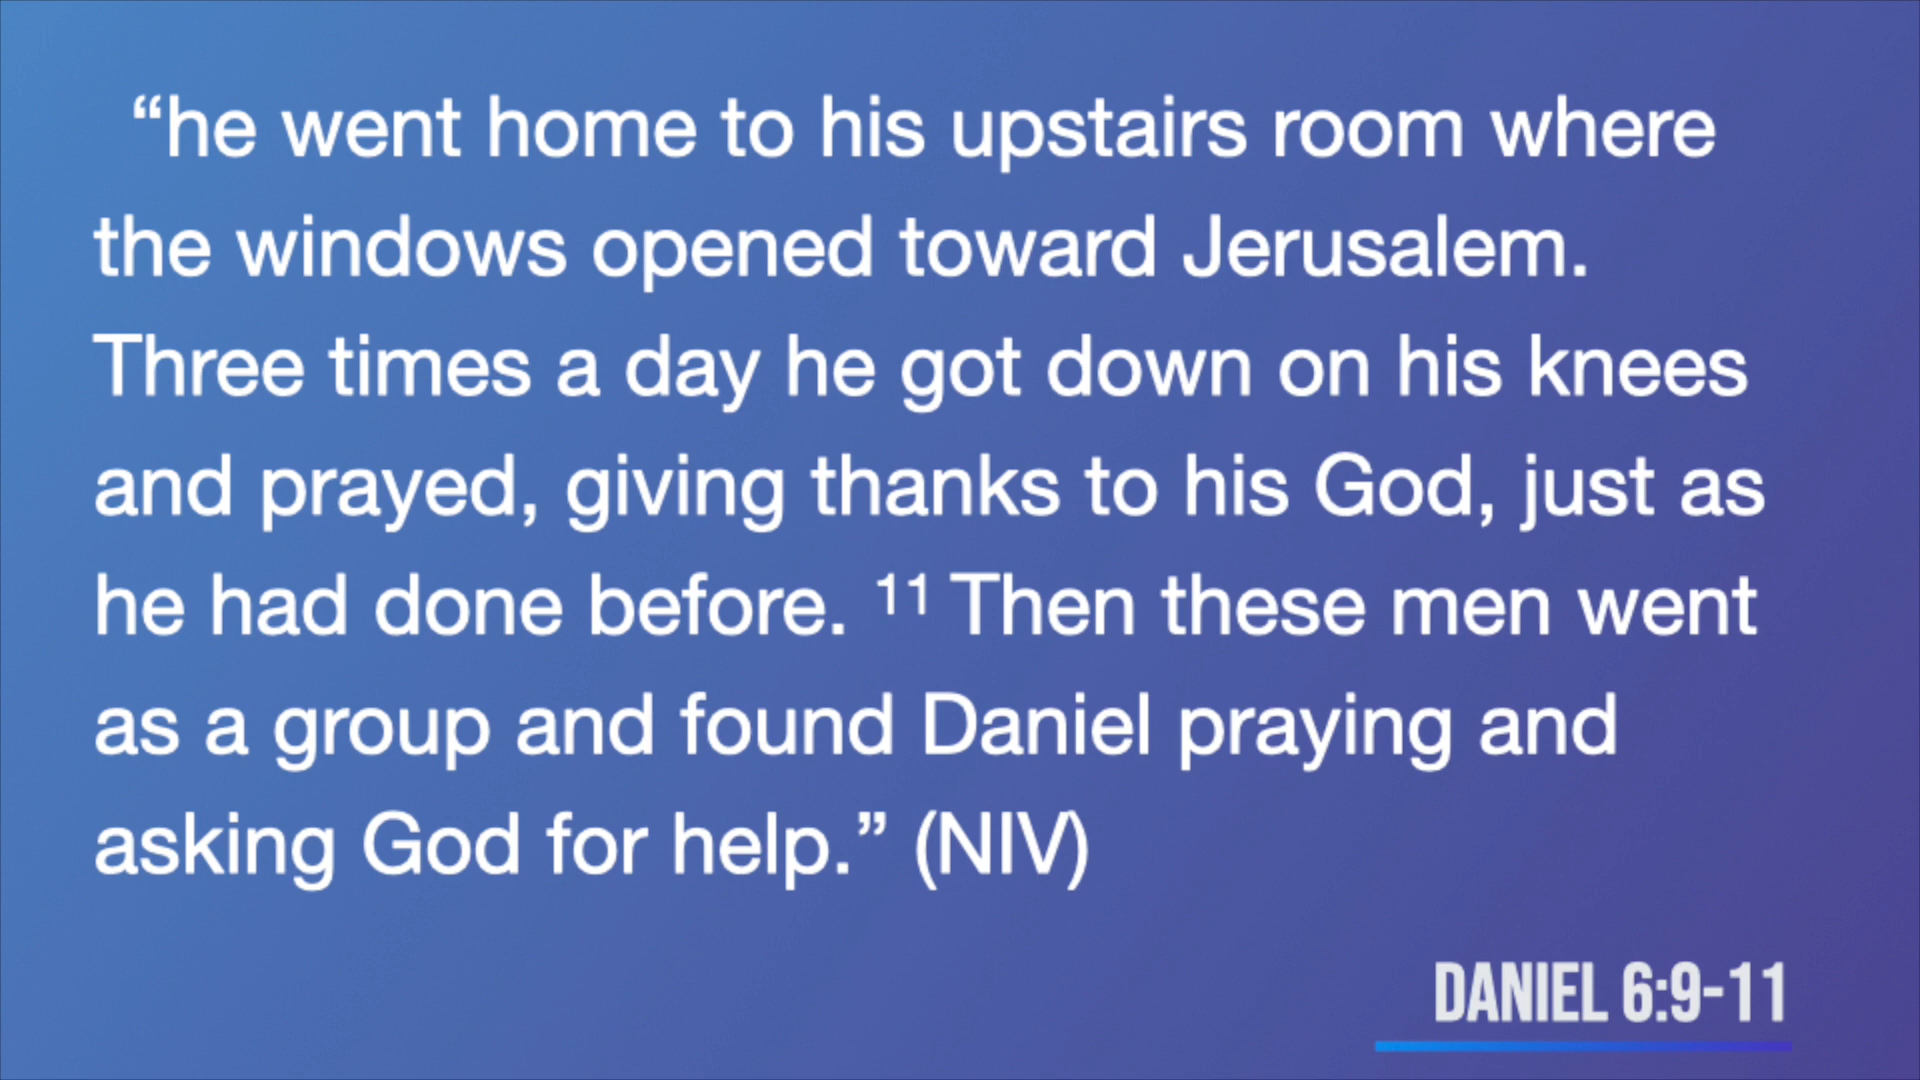 “he went home to his upstairs room where
the windows opened toward Jerusalem.
Three times a day he got down on his knees
and prayed, giving thanks to his God, just as
he had done before. ¹¹ Then these men went
as a group and found Daniel praying and
asking God for help.” (NIV)
DANIEL 6:9-11